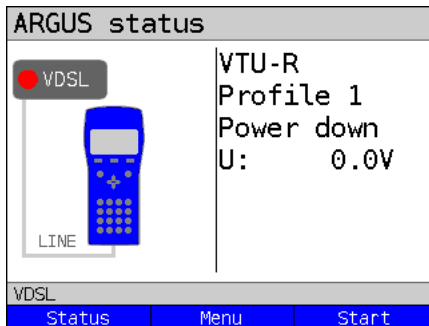 ARGUS status
VDSL
LINE
VTU-R
Profile 1
Power down
U: 0.0V
VDSL
Status Menu Start